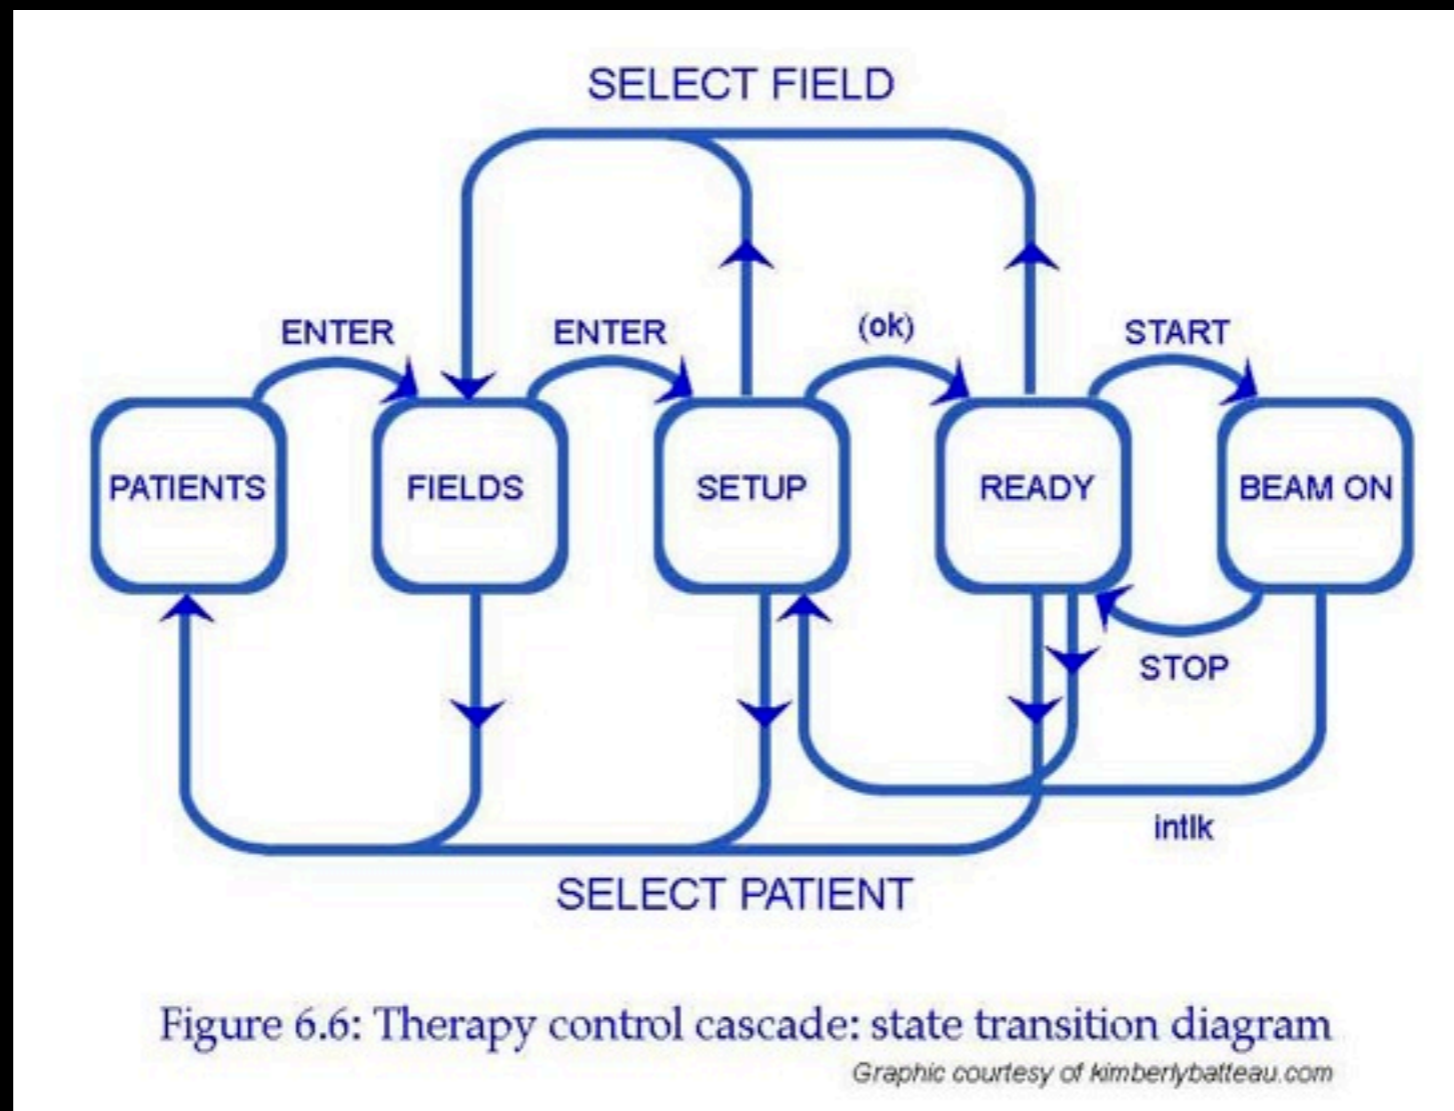 SELECT FIELD
ENTER
ENTER
(ok)
START
PATIENTS
FIELDS
SETUP
READY
BEAM ON
STOP
intlk
SELECT PATIENT
Figure 6.6: Therapy control cascade: state transition diagram
Graphic courtesy of kimberlybatteau.com